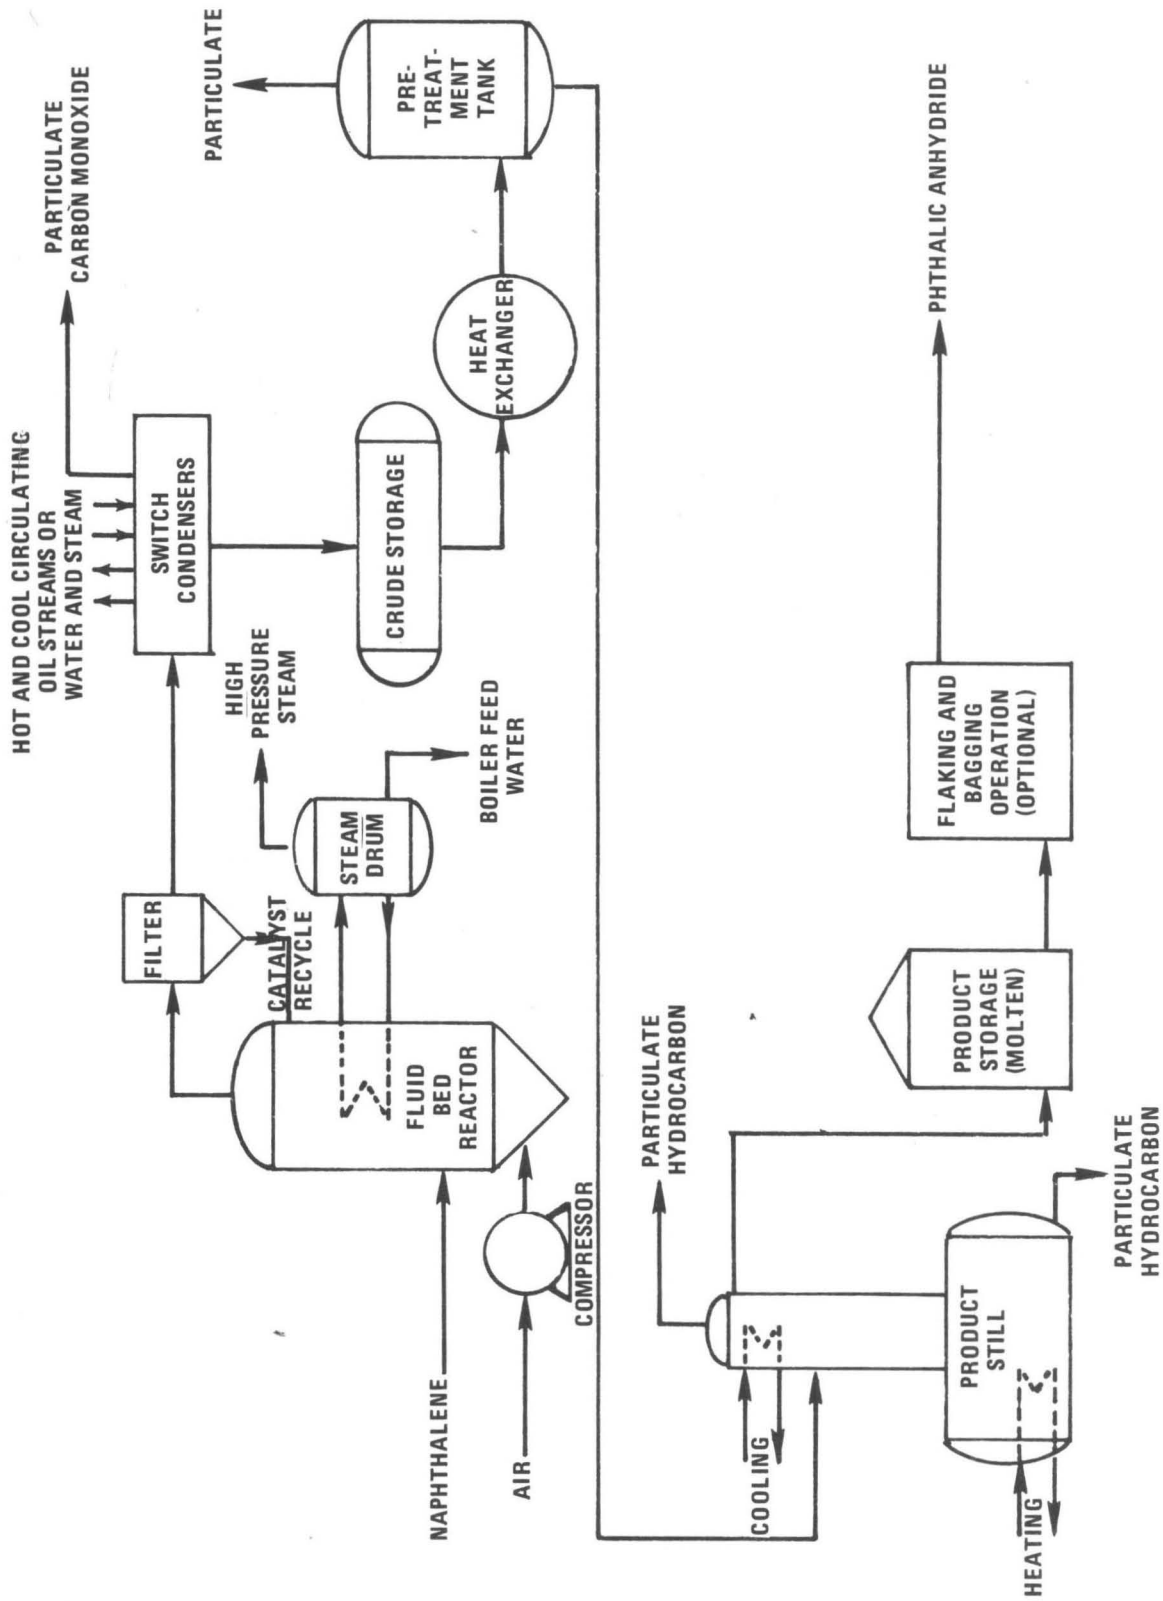 HOT AND COOL CIRCULATING
OIL STREAMS OR
WATER AND STEAM
PARTICULATE
CARBON MONOXIDE
FILTER
SWITCH
CONDENSERS
PARTICULATE
CATALYST
RECYCLE
HIGH
PRESSURE
STEAM
STEAM
DRUM
CRUDE STORAGE
PRE-
TREAT-
MENT
TANK
FLUID
BED
REACTOR
BOILER FEED
WATER
HEAT
EXCHANGER
NAPHTHALENE
AIR
COMPRESSOR
PARTICULATE
HYDROCARBON
COOLING
PRODUCT
STILL
HEATING
PARTICULATE
HYDROCARBON
PRODUCT
STORAGE
(MOLTEN)
FLAKING AND
BAGGING
OPERATION
(OPTIONAL)
PHTHALIC ANHYDRIDE